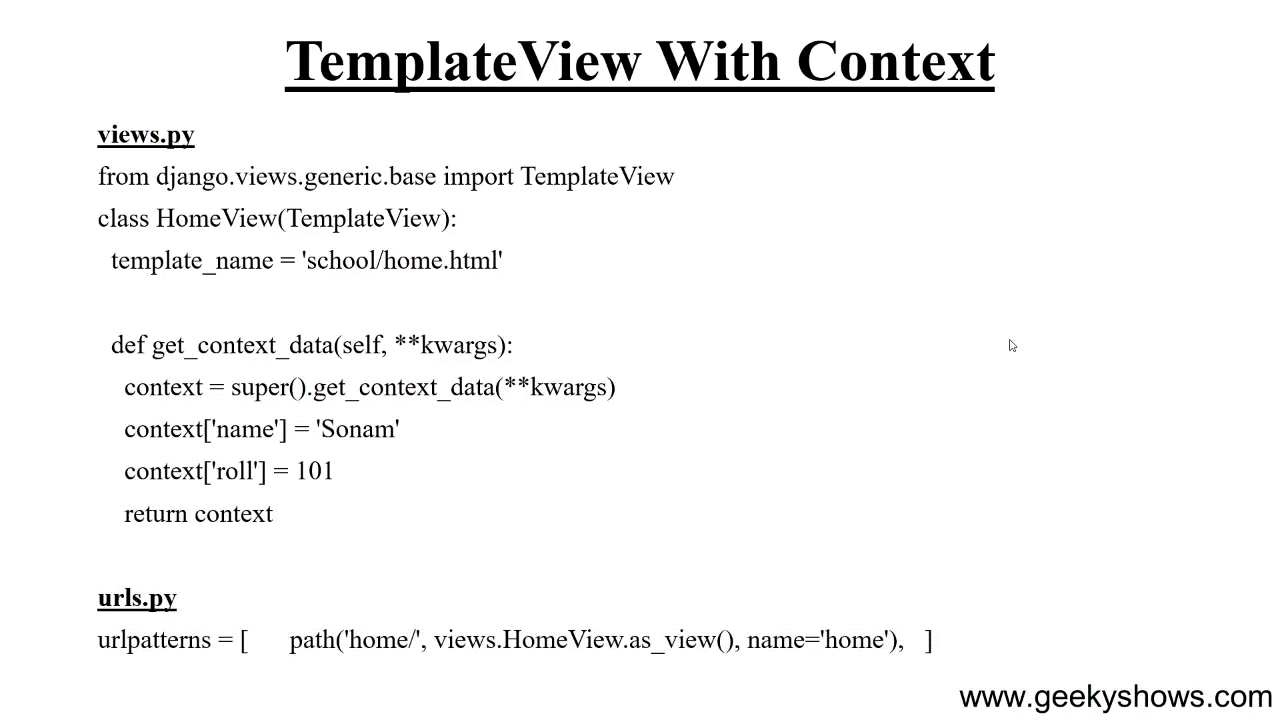 TemplateView With Context
views.py
from django.views.generic.base import TemplateView
class HomeView(TemplateView):
template_name = 'school/home.html'
def get_context_data(self, **kwargs):
context = super().get_context_data(**kwargs)
context['name'] = 'Sonam'
context['roll'] = 101
return context
urls.py
urlpatterns = [ path('home/', views.HomeView.as_view(), name='home'), ]
www.geekyshows.com